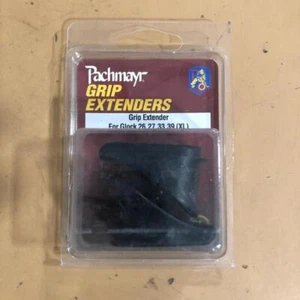 Pachmayr
GRIP
EXTENDERS
Grip Extender
For Glock 26,27,33,39 (XL)